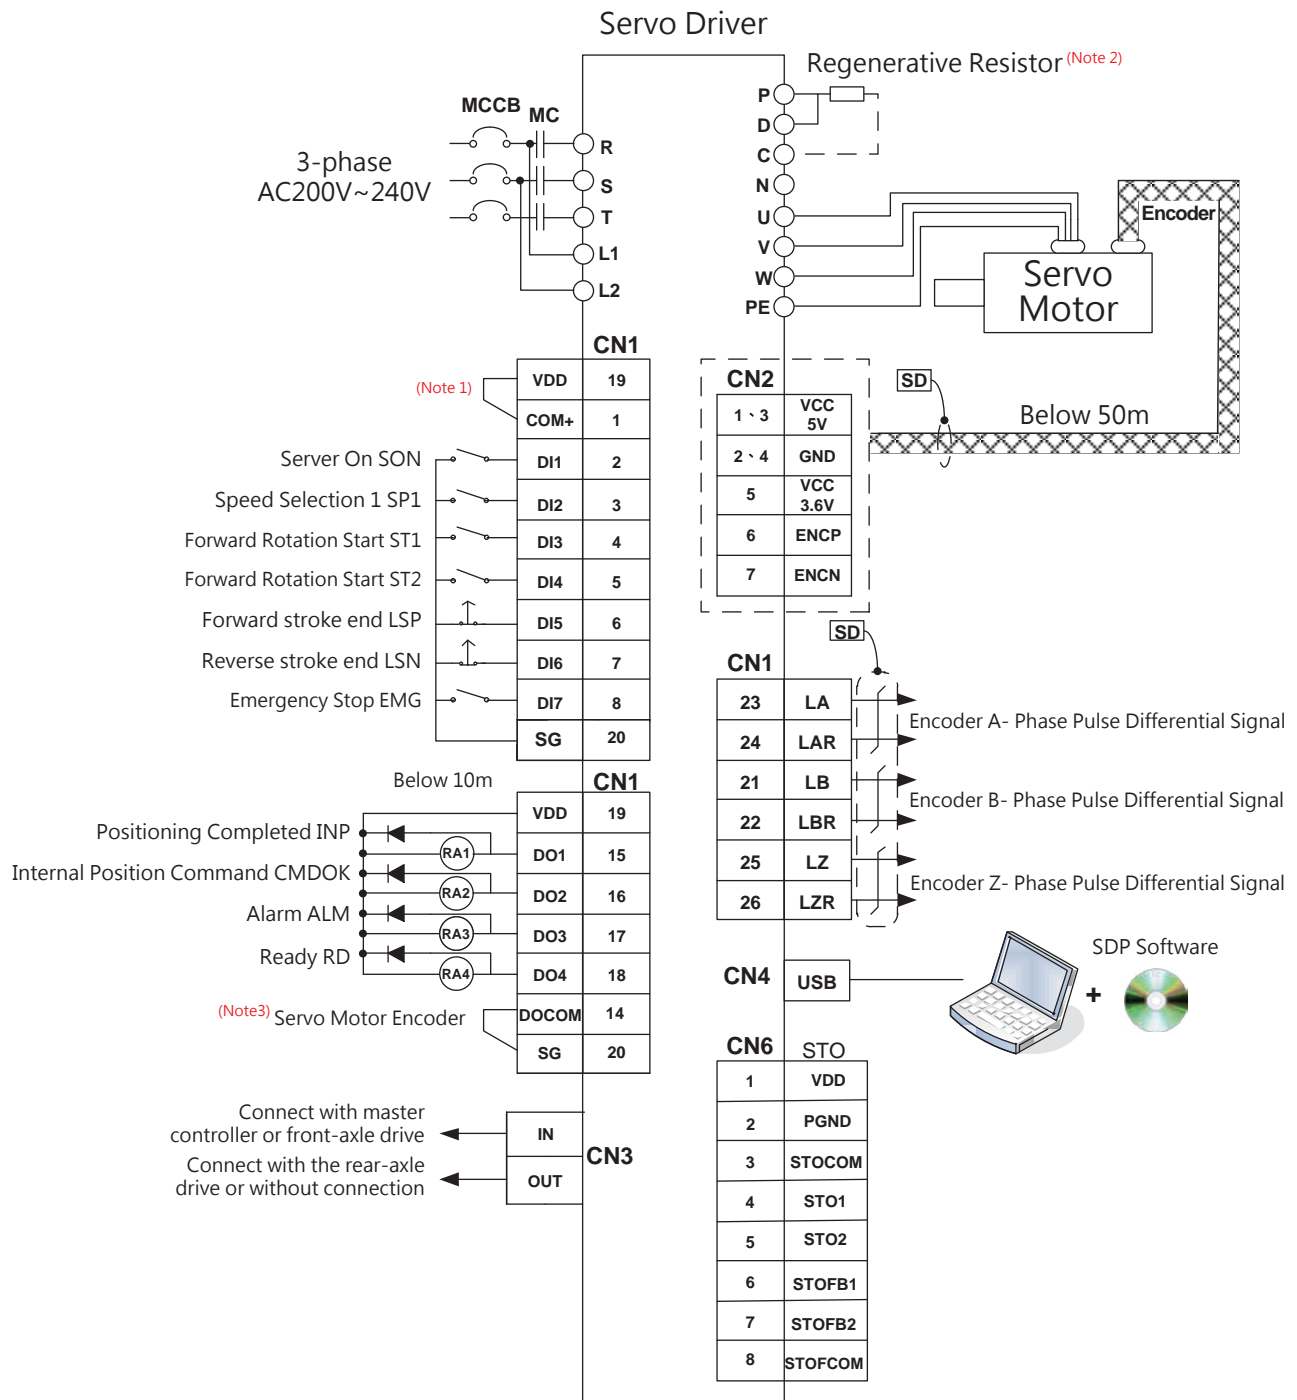 Servo Driver
Regenerative Resistor (Note 2)
MCCB
MC
3-phase
AC200V~240V
R
S
T
L1
L2
P
D
C
N
U
V
W
PE
Encoder
Servo
Motor
CN1
(Note 1)
VDD 19
COM+ 1
Server On SON DI1 2
Speed Selection 1 SP1 DI2 3
Forward Rotation Start ST1 DI3 4
Forward Rotation Start ST2 DI4 5
Forward stroke end LSP DI5 6
Reverse stroke end LSN DI6 7
Emergency Stop EMG DI7 8
SG 20
CN2
1、3 VCC 5V
2、4 GND
5 VCC 3.6V
6 ENCP
7 ENCN
SD
Below 50m
Below 10m
CN1
VDD 19
Positioning Completed INP RA1 DO1 15
Internal Position Command CMDOK RA2 DO2 16
Alarm ALM RA3 DO3 17
Ready RD RA4 DO4 18
(Note3) Servo Motor Encoder DOCOM 14
SG 20
SD
CN1
23 LA
24 LAR
Encoder A- Phase Pulse Differential Signal
21 LB
22 LBR
Encoder B- Phase Pulse Differential Signal
25 LZ
26 LZR
Encoder Z- Phase Pulse Differential Signal
CN4 USB
SDP Software
+
Connect with master
controller or front-axle drive
IN
Connect with the rear-axle
drive or without connection
OUT
CN3
CN6 STO
1 VDD
2 PGND
3 STOCOM
4 STO1
5 STO2
6 STOFB1
7 STOFB2
8 STOFCOM